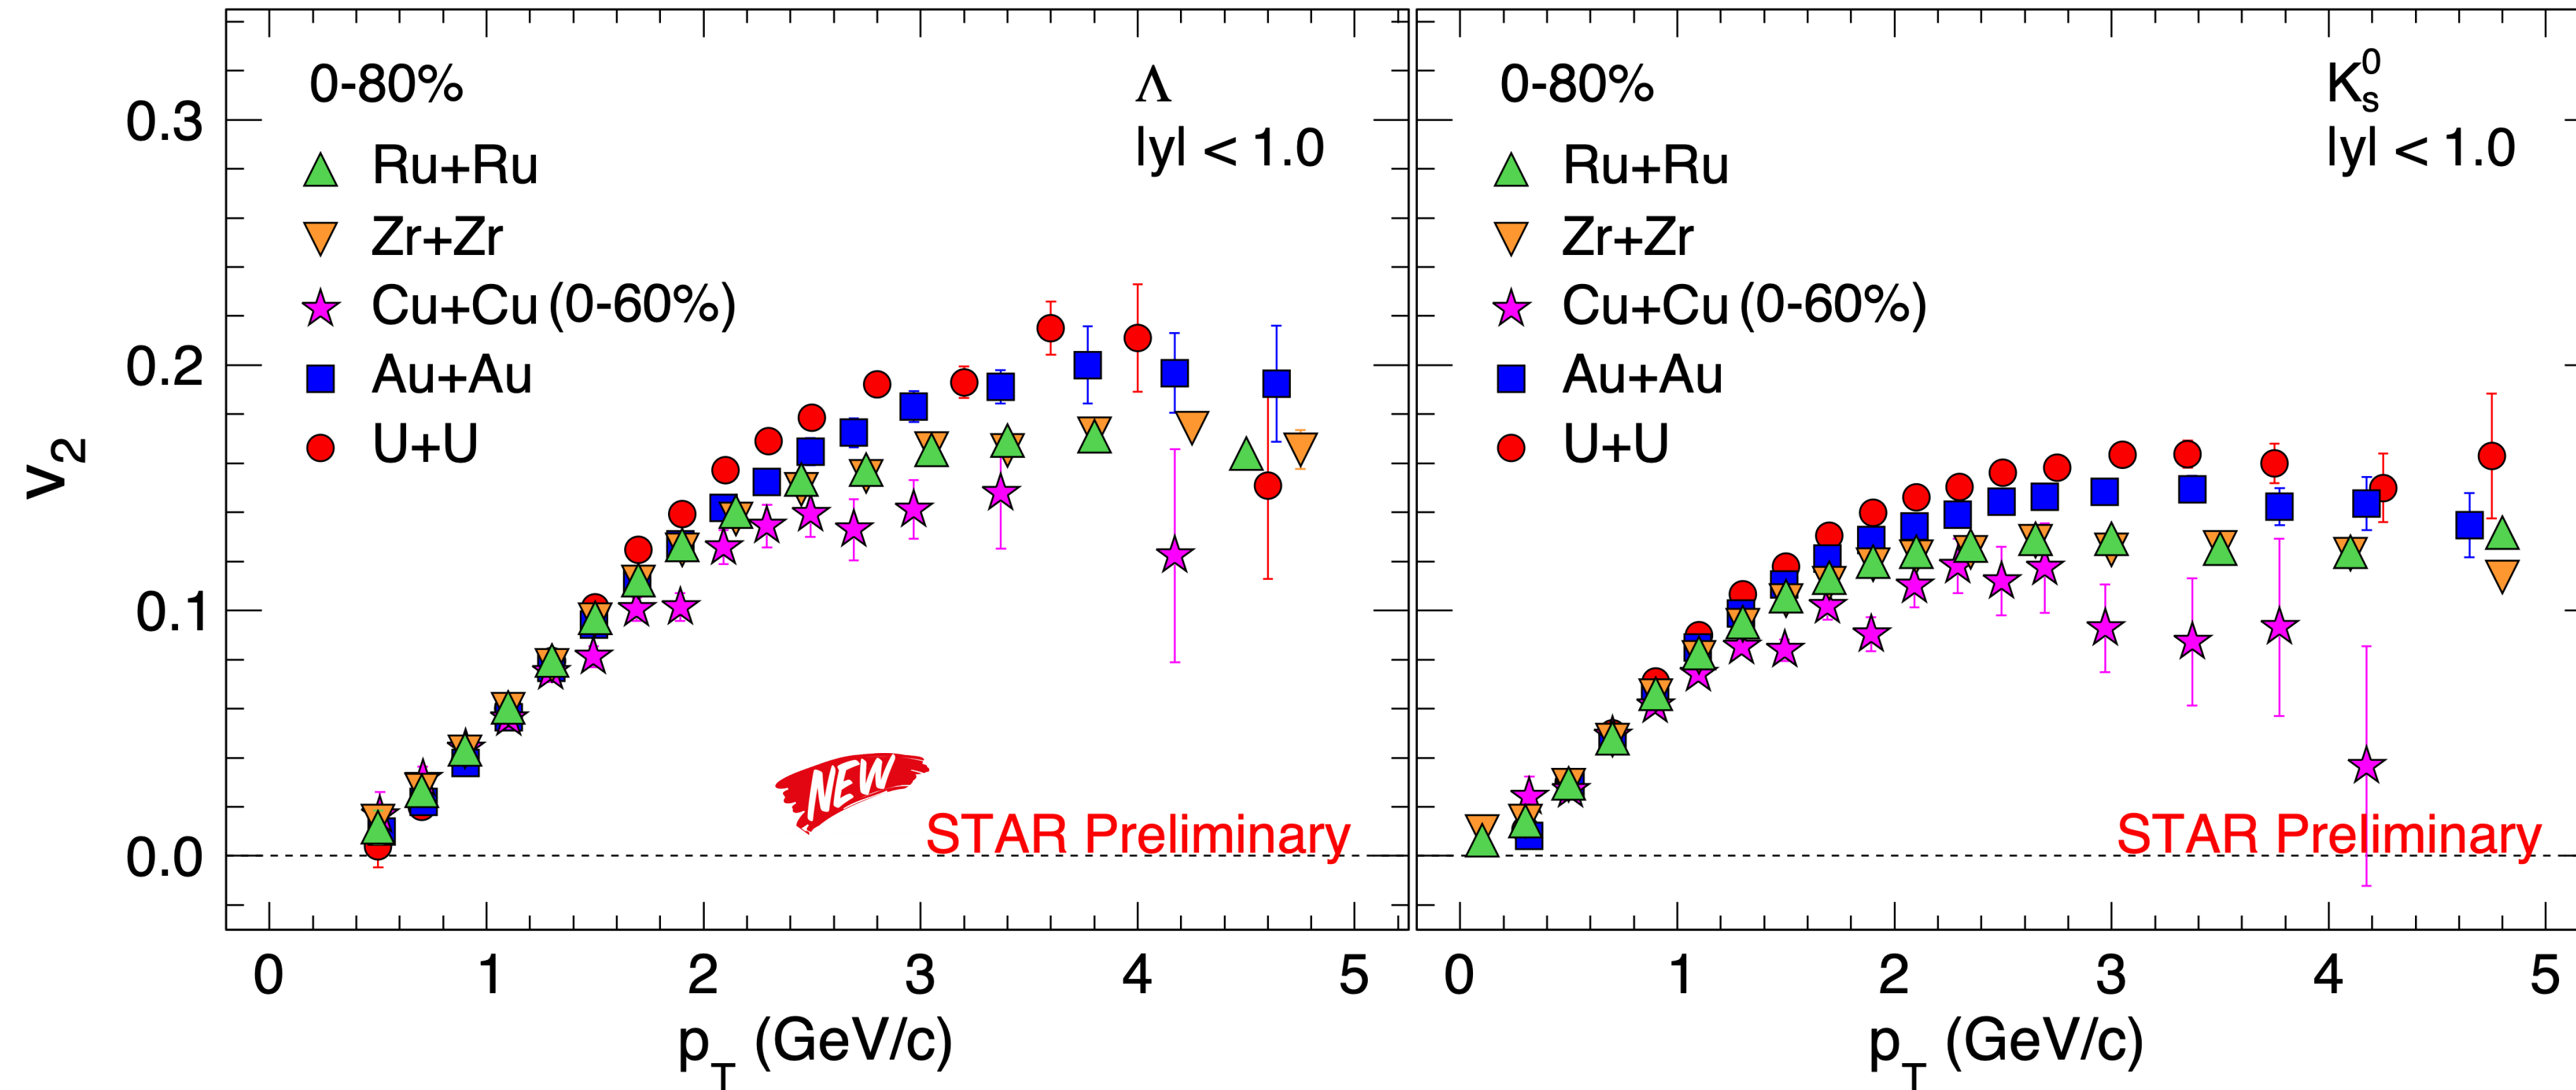 0-80%
Ru+Ru
Zr+Zr
Cu+Cu (0-60%)
Au+Au
U+U
Λ
|y| < 1.0
0.3
0.2
0.1
0.0
v2
NEW
STAR Preliminary
0 1 2 3 4 5
pT (GeV/c)
0-80%
Ru+Ru
Zr+Zr
Cu+Cu (0-60%)
Au+Au
U+U
K0s
|y| < 1.0
STAR Preliminary
0 1 2 3 4 5
pT (GeV/c)